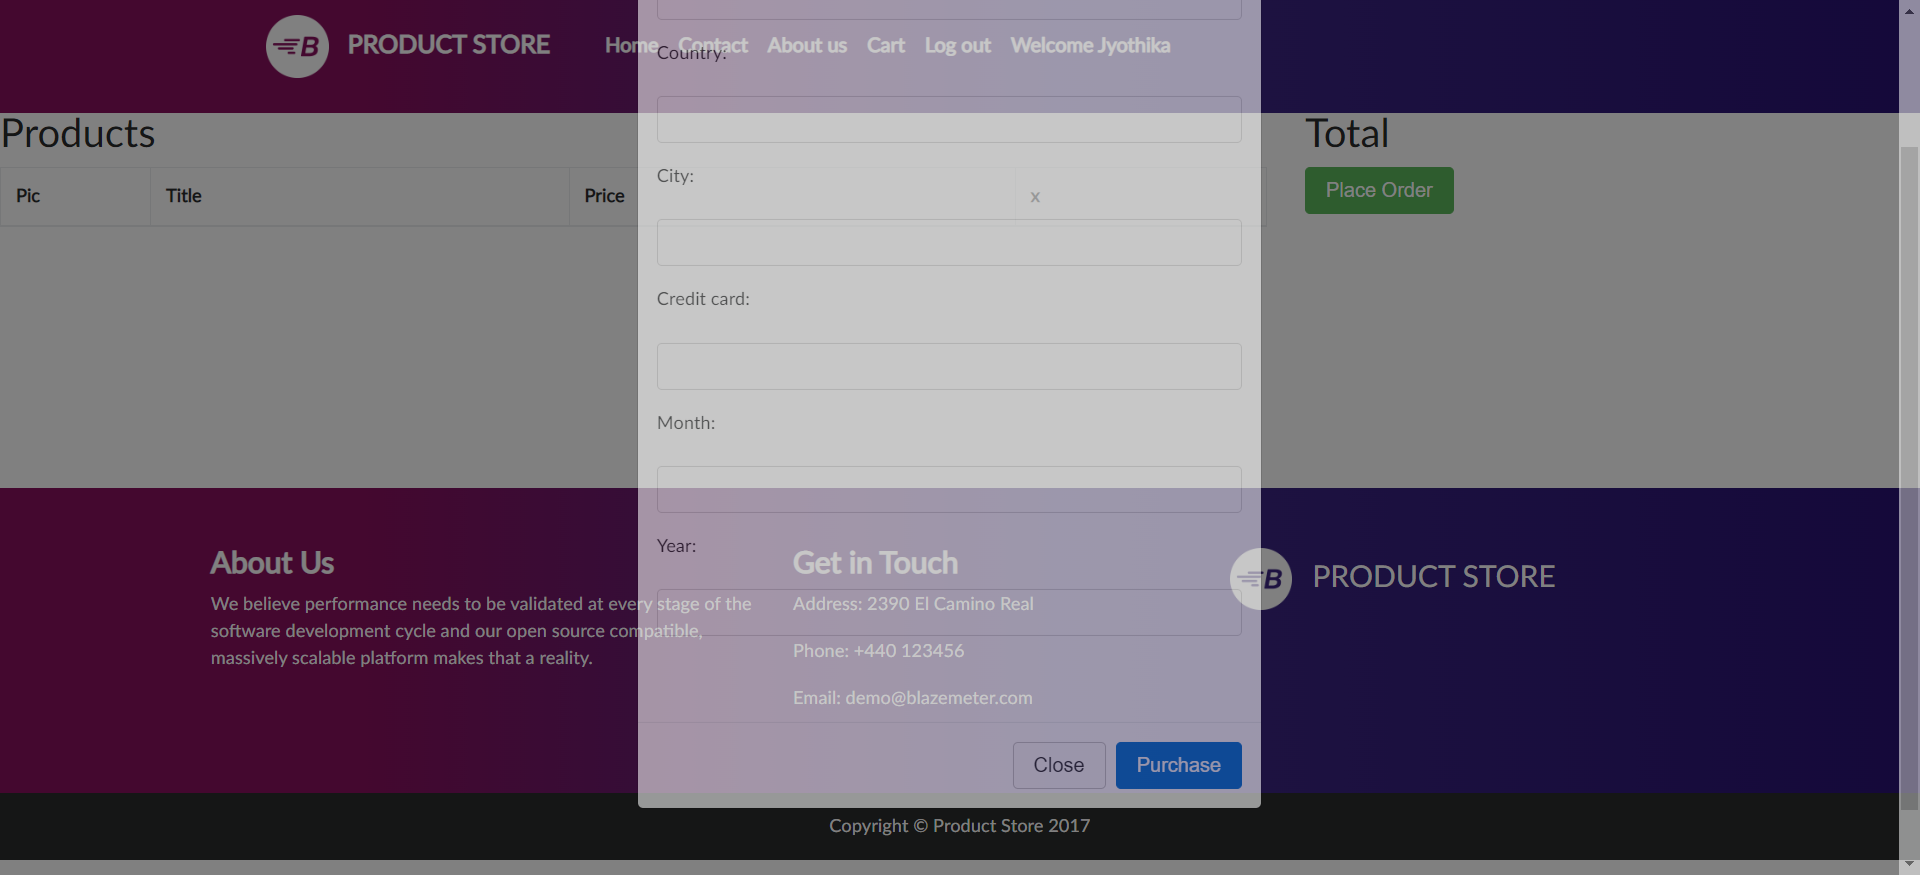 B PRODUCT STORE Home Contact About us Cart Log out Welcome Jyothika
Country:
Products
Total
City:
Pic Title Price x
Place Order
Credit card:
Month:
Year:
About Us
We believe performance needs to be validated at every stage of the
software development cycle and our open source compatible,
massively scalable platform makes that a reality.
Get in Touch
Address: 2390 El Camino Real
Phone: +440 123456
Email: demo@blazemeter.com
B PRODUCT STORE
Close Purchase
Copyright © Product Store 2017